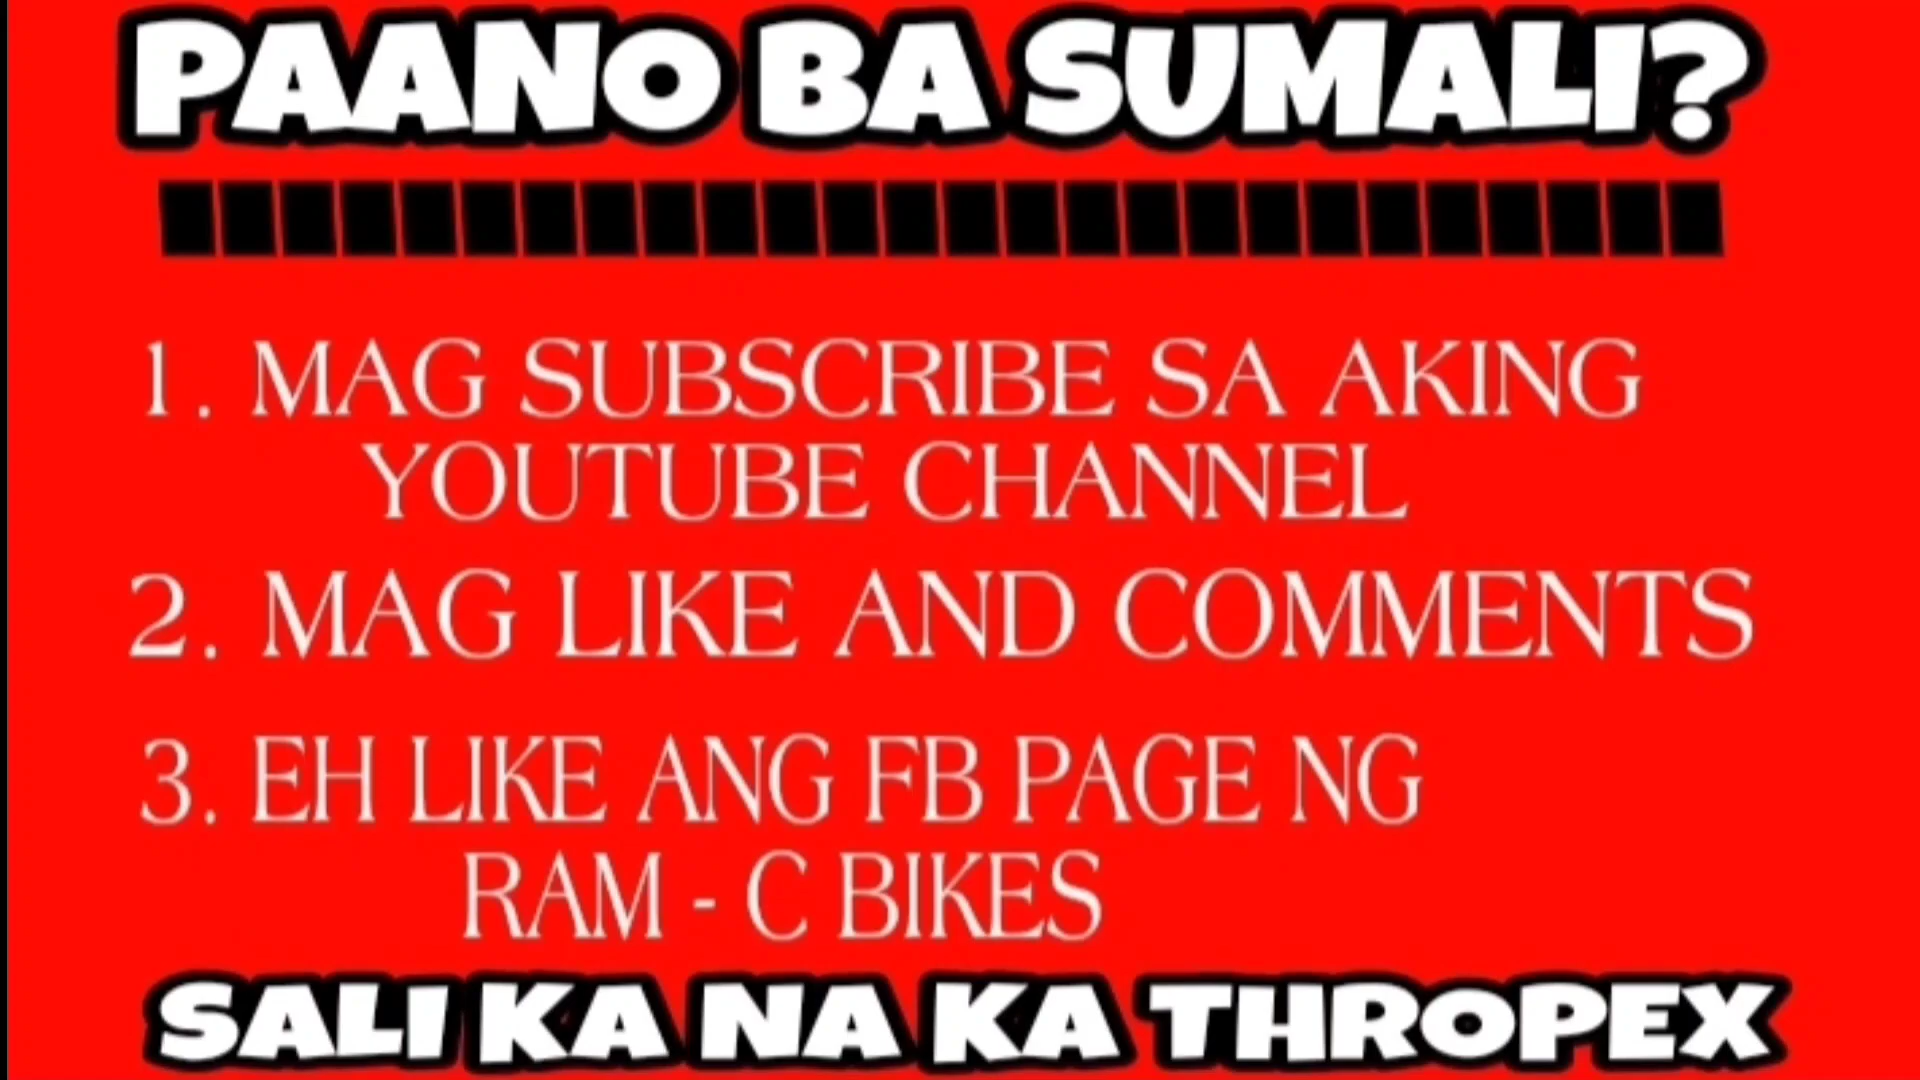 PAANO BA SUMALI?
1. MAG SUBSCRIBE SA AKING
YOUTUBE CHANNEL
2. MAG LIKE AND COMMENTS
3. EH LIKE ANG FB PAGE NG
RAM - C BIKES
SALI KA NA KA THROPEX